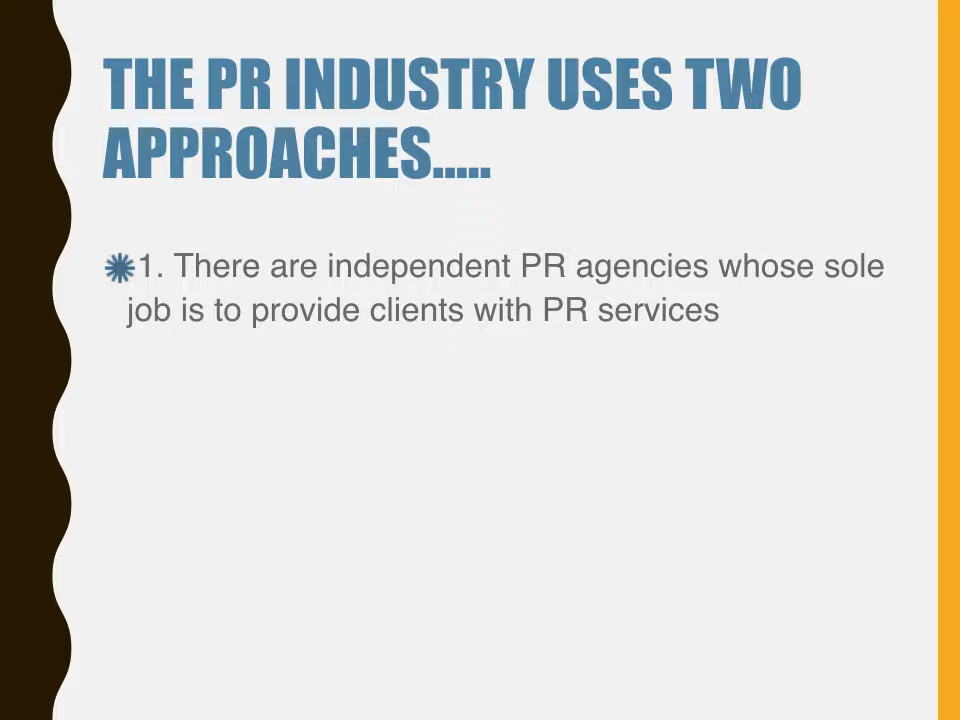 THE PR INDUSTRY USES TWO
APPROACHES.....
1. There are independent PR agencies whose sole
job is to provide clients with PR services